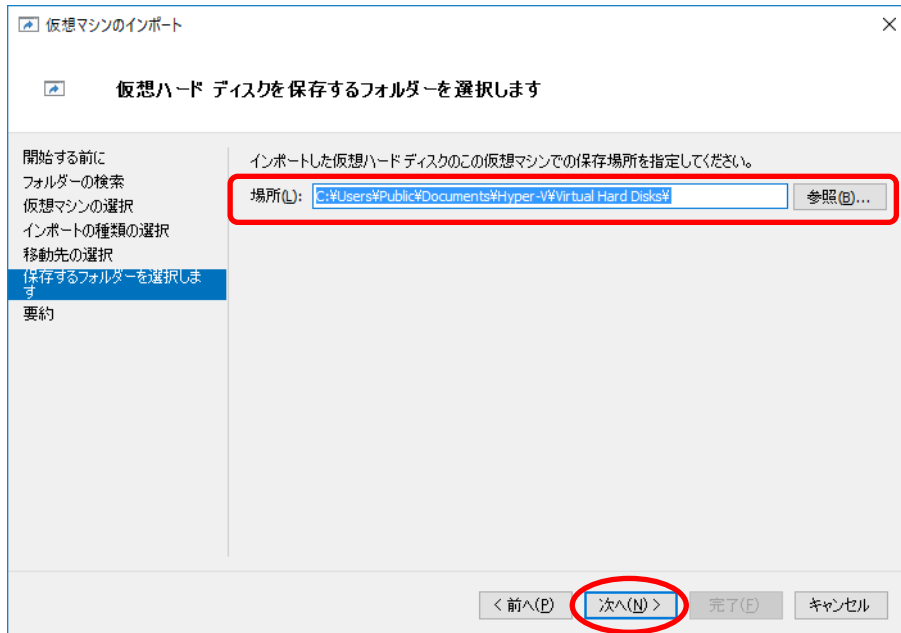 仮想マシンのインポート
仮想ハード ディスクを保存するフォルダーを選択します
開始する前に
フォルダーの検索
仮想マシンの選択
インポートの種類の選択
移動先の選択
保存するフォルダーを選択しま
す
要約
インポートした仮想ハード ディスクのこの仮想マシンでの保存場所を指定してください。
場所(L): C:¥Users¥Public¥Documents¥Hyper-V¥Virtual Hard Disks¥ 参照(B)...
< 前へ(P) 次へ(N) > 完了(F) キャンセル